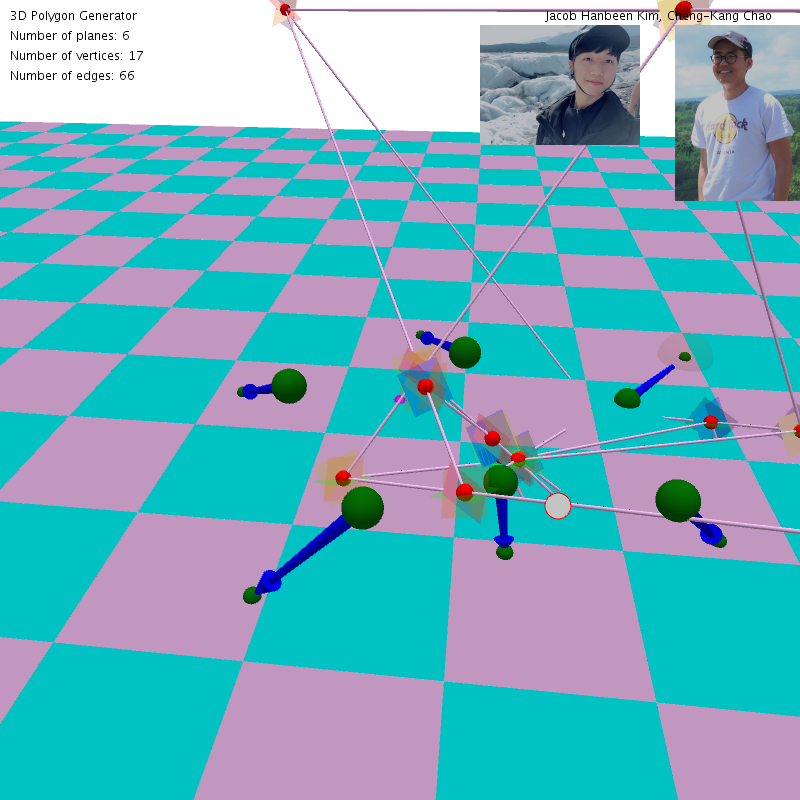 3D Polygon Generator
Jacob Hanbeen Kim, Cheng-Kang Chao
Number of planes: 6
Number of vertices: 17
Number of edges: 66